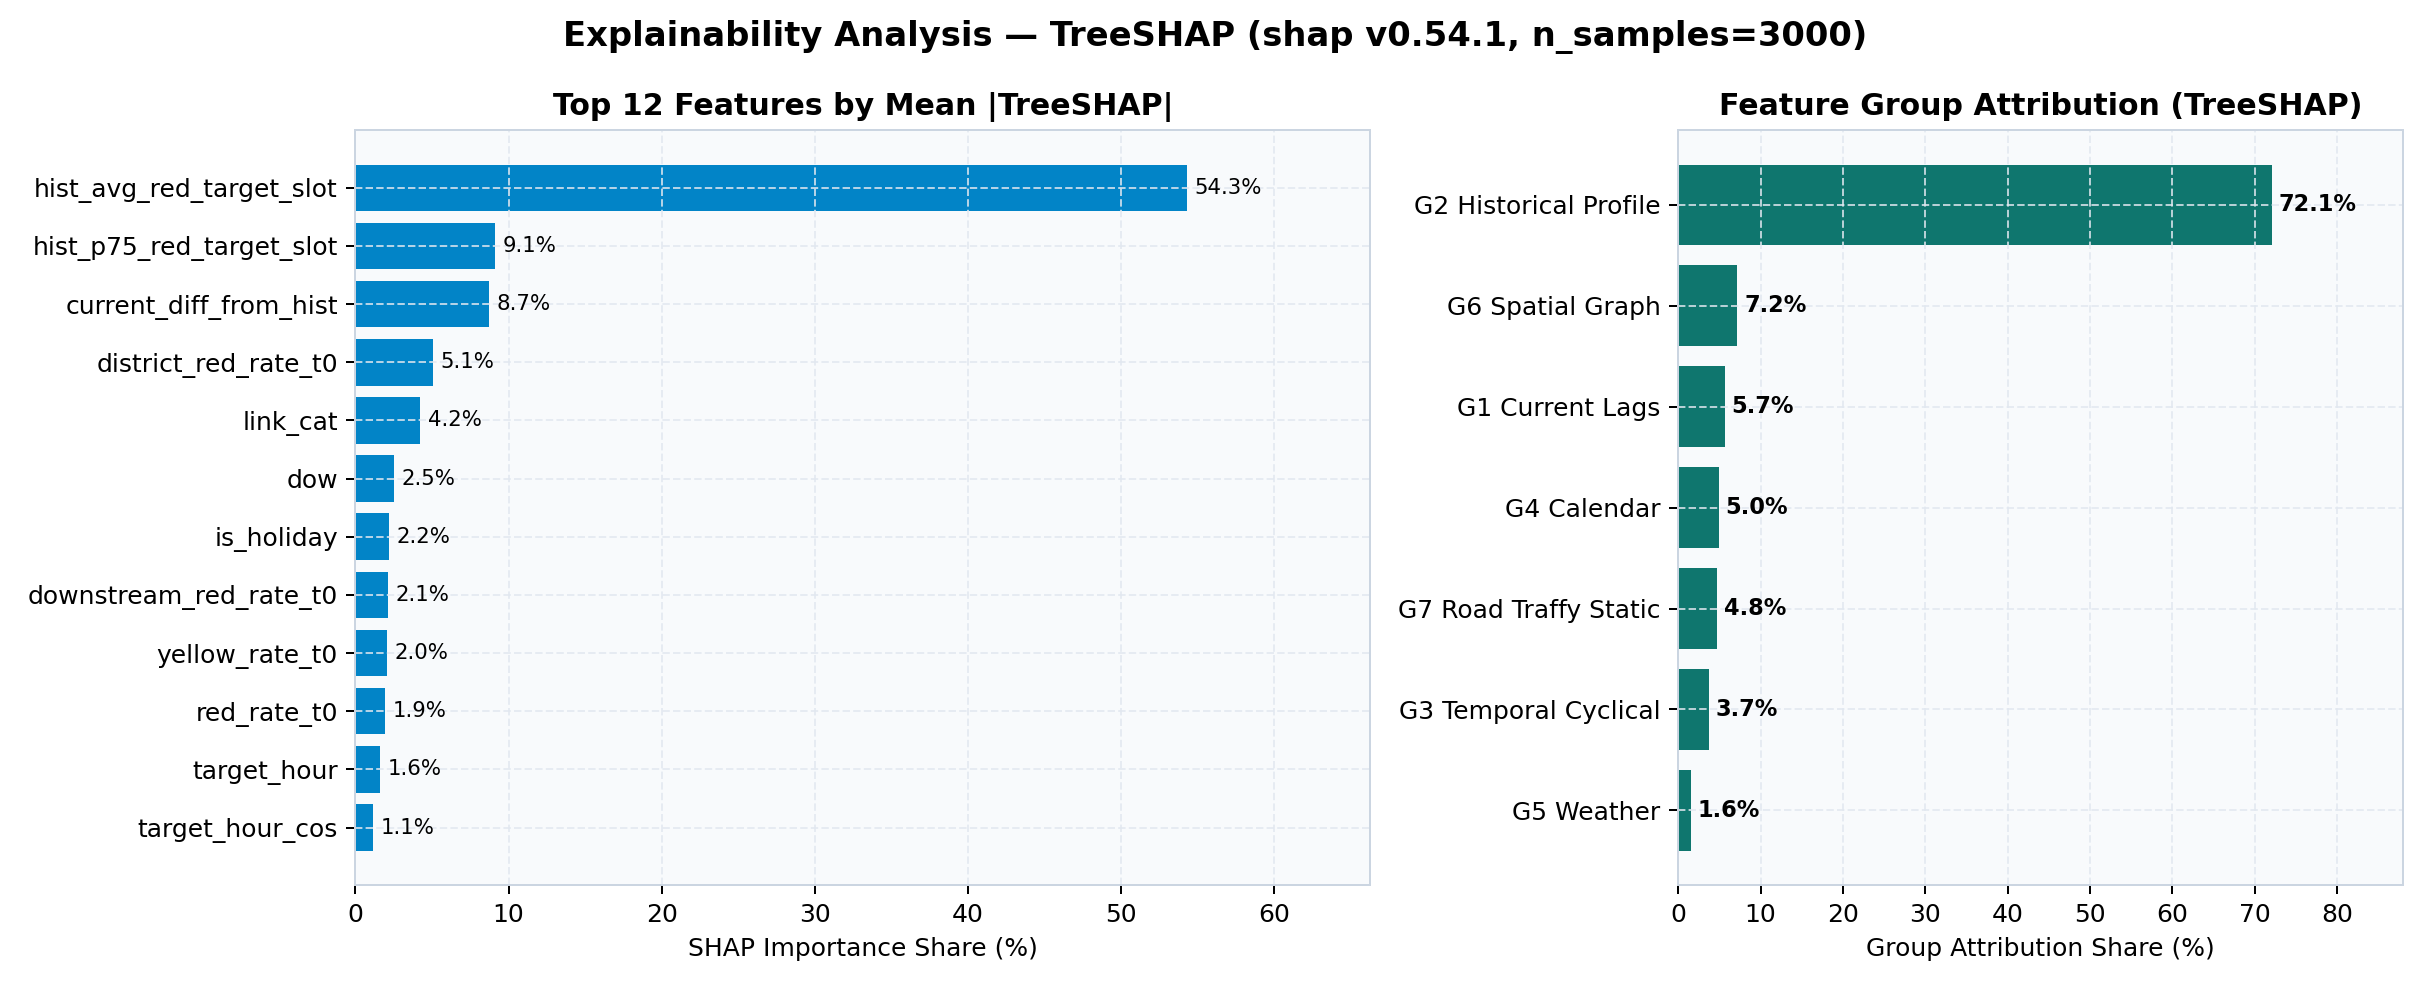 Explainability Analysis — TreeSHAP (shap v0.54.1, n_samples=3000)
Top 12 Features by Mean |TreeSHAP|
hist_avg_red_target_slot 54.3%
hist_p75_red_target_slot 9.1%
current_diff_from_hist 8.7%
district_red_rate_t0 5.1%
link_cat 4.2%
dow 2.5%
is_holiday 2.2%
downstream_red_rate_t0 2.1%
yellow_rate_t0 2.0%
red_rate_t0 1.9%
target_hour 1.6%
target_hour_cos 1.1%
0 10 20 30 40 50 60
SHAP Importance Share (%)
Feature Group Attribution (TreeSHAP)
G2 Historical Profile 72.1%
G6 Spatial Graph 7.2%
G1 Current Lags 5.7%
G4 Calendar 5.0%
G7 Road Traffy Static 4.8%
G3 Temporal Cyclical 3.7%
G5 Weather 1.6%
0 10 20 30 40 50 60 70 80
Group Attribution Share (%)